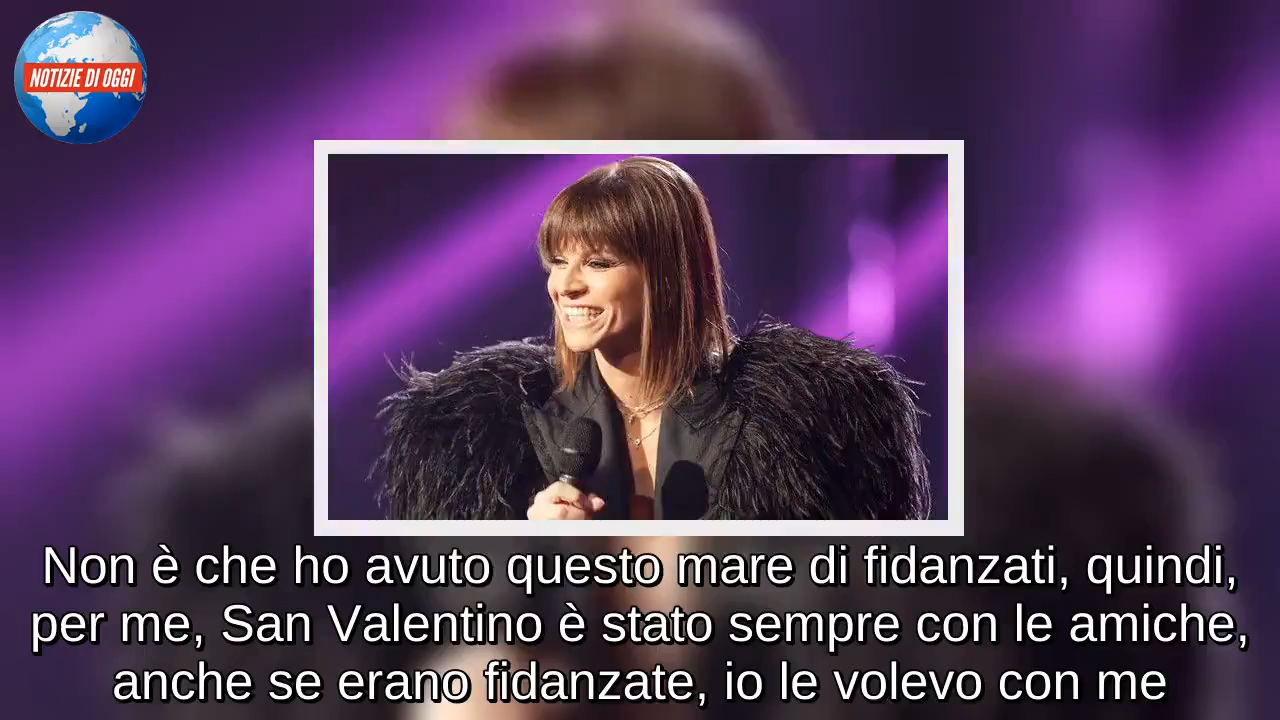 NOTIZIE DI OGGI
Non è che ho avuto questo mare di fidanzati, quindi,
per me, San Valentino è stato sempre con le amiche,
anche se erano fidanzate, io le volevo con me